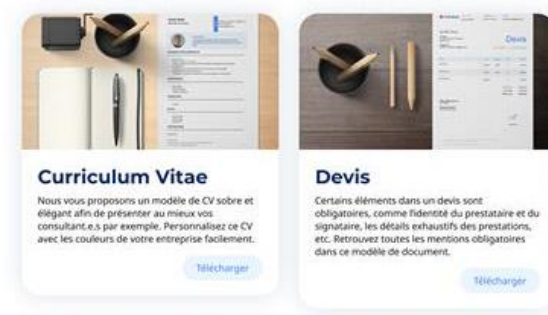 Devis
Curriculum Vitae
Nous vous proposons un modèle de CV sobre et
élégant afin de présenter au mieux vos
consultant.e.s par exemple. Personnalisez ce CV
avec les couleurs de votre entreprise facilement.
Télécharger
Devis
Certains éléments dans un devis sont
obligatoires, comme l'identité du prestataire et du
signataire, les détails exhaustifs des prestations,
etc. Retrouvez toutes les mentions obligatoires
dans ce modèle de document.
Télécharger